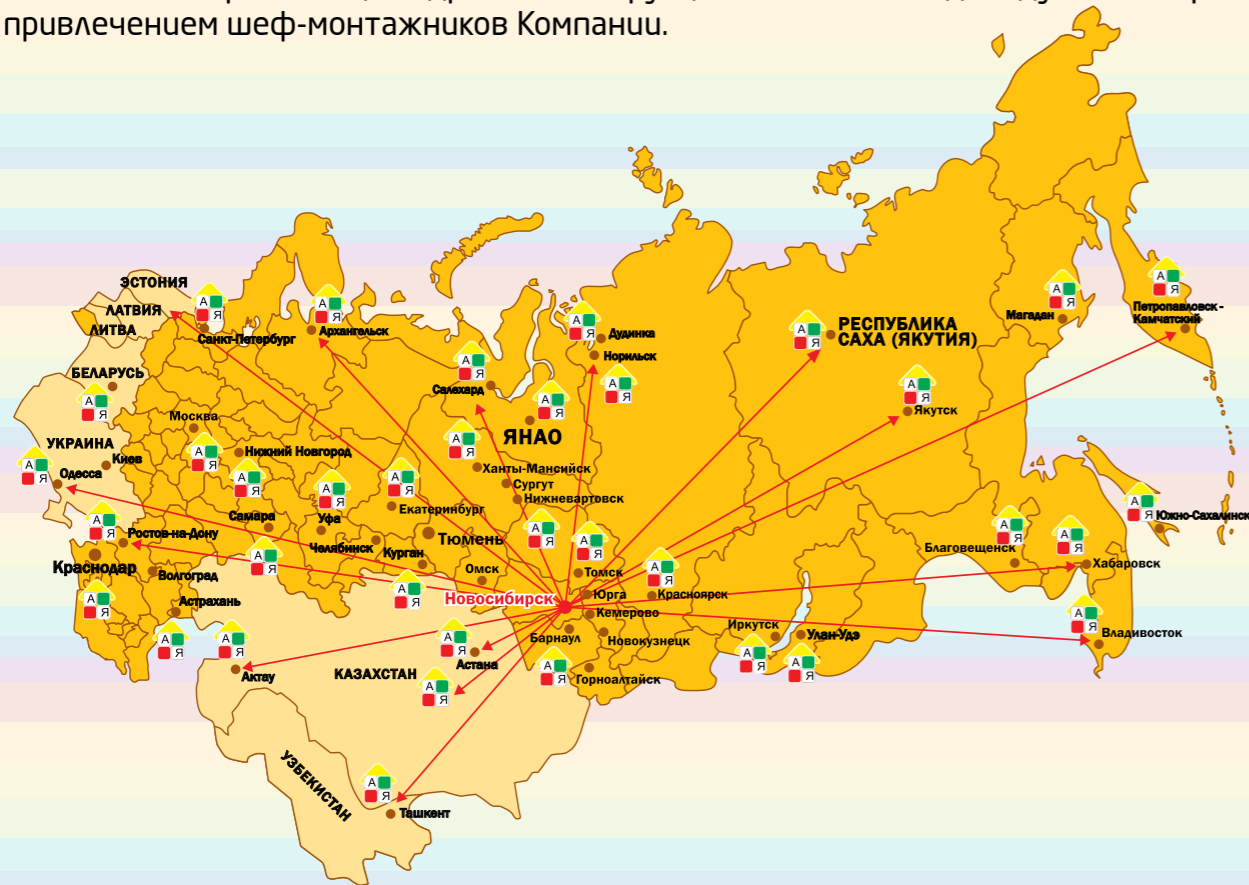 привлечением шеф-монтажников Компании.
ЭСТОНИЯ
ЛАТВИЯ
ЛИТВА
Санкт-Петербург
Архангельск
Дудинка
Норильск
РЕСПУБЛИКА
САХА (ЯКУТИЯ)
Магадан
Петропавловск-
Камчатский
БЕЛАРУСЬ
Салехард
Якутск
Москва
ЯНАО
УКРАИНА
Киев
Одесса
Нижний Новгород
Ханты-Мансийск
Сургут
Нижневартовск
Екатеринбург
Самара
Уфа
Южно-Сахалинск
Ростов-на-Дону
Челябинск
Курган
Тюмень
Благовещенск
Хабаровск
Краснодар
Волгоград
Омск
Томск
Астрахань
Новосибирск
Юрга
Красноярск
Кемерово
Барнаул
Новокузнецк
Иркутск
Улан-Удэ
Владивосток
Актау
КАЗАХСТАН
Астана
Горноалтайск
УЗБЕКИСТАН
Ташкент
А
Я
А
Я
А
Я
А
Я
А
Я
А
Я
А
Я
А
Я
А
Я
А
Я
А
Я
А
Я
А
Я
А
Я
А
Я
А
Я
А
Я
А
Я
А
Я
А
Я
А
Я
А
Я
А
Я
А
Я
А
Я
А
Я
А
Я
А
Я
А
Я
А
Я
А
Я
А
Я
А
Я
А
Я